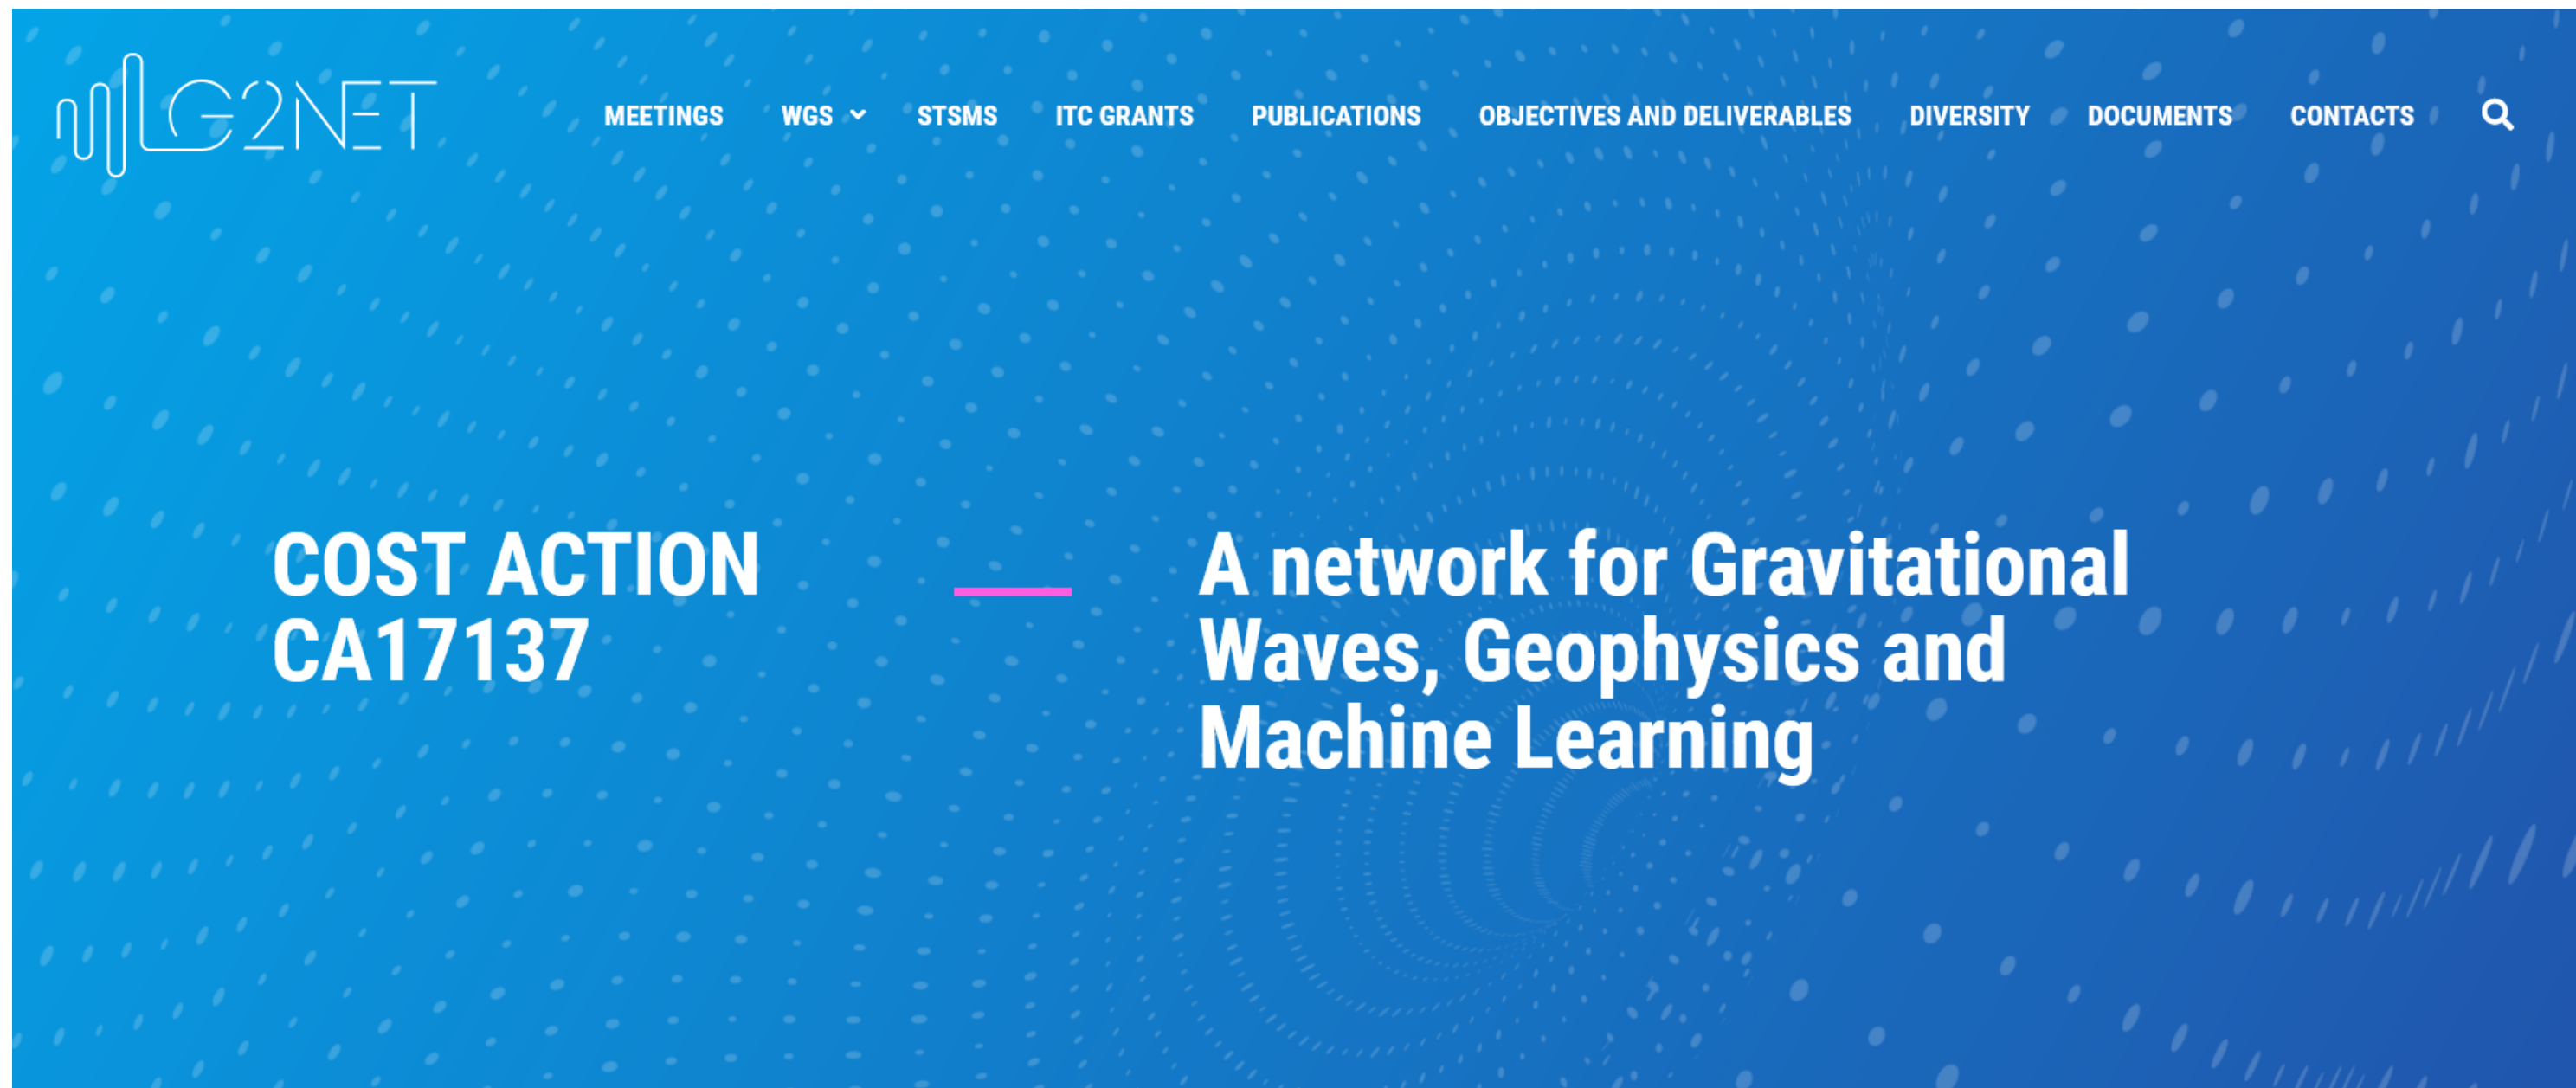 G2NET
MEETINGS WGS STSMS ITC GRANTS PUBLICATIONS OBJECTIVES AND DELIVERABLES DIVERSITY DOCUMENTS CONTACTS
COST ACTION
CA17137
A network for Gravitational
Waves, Geophysics and
Machine Learning